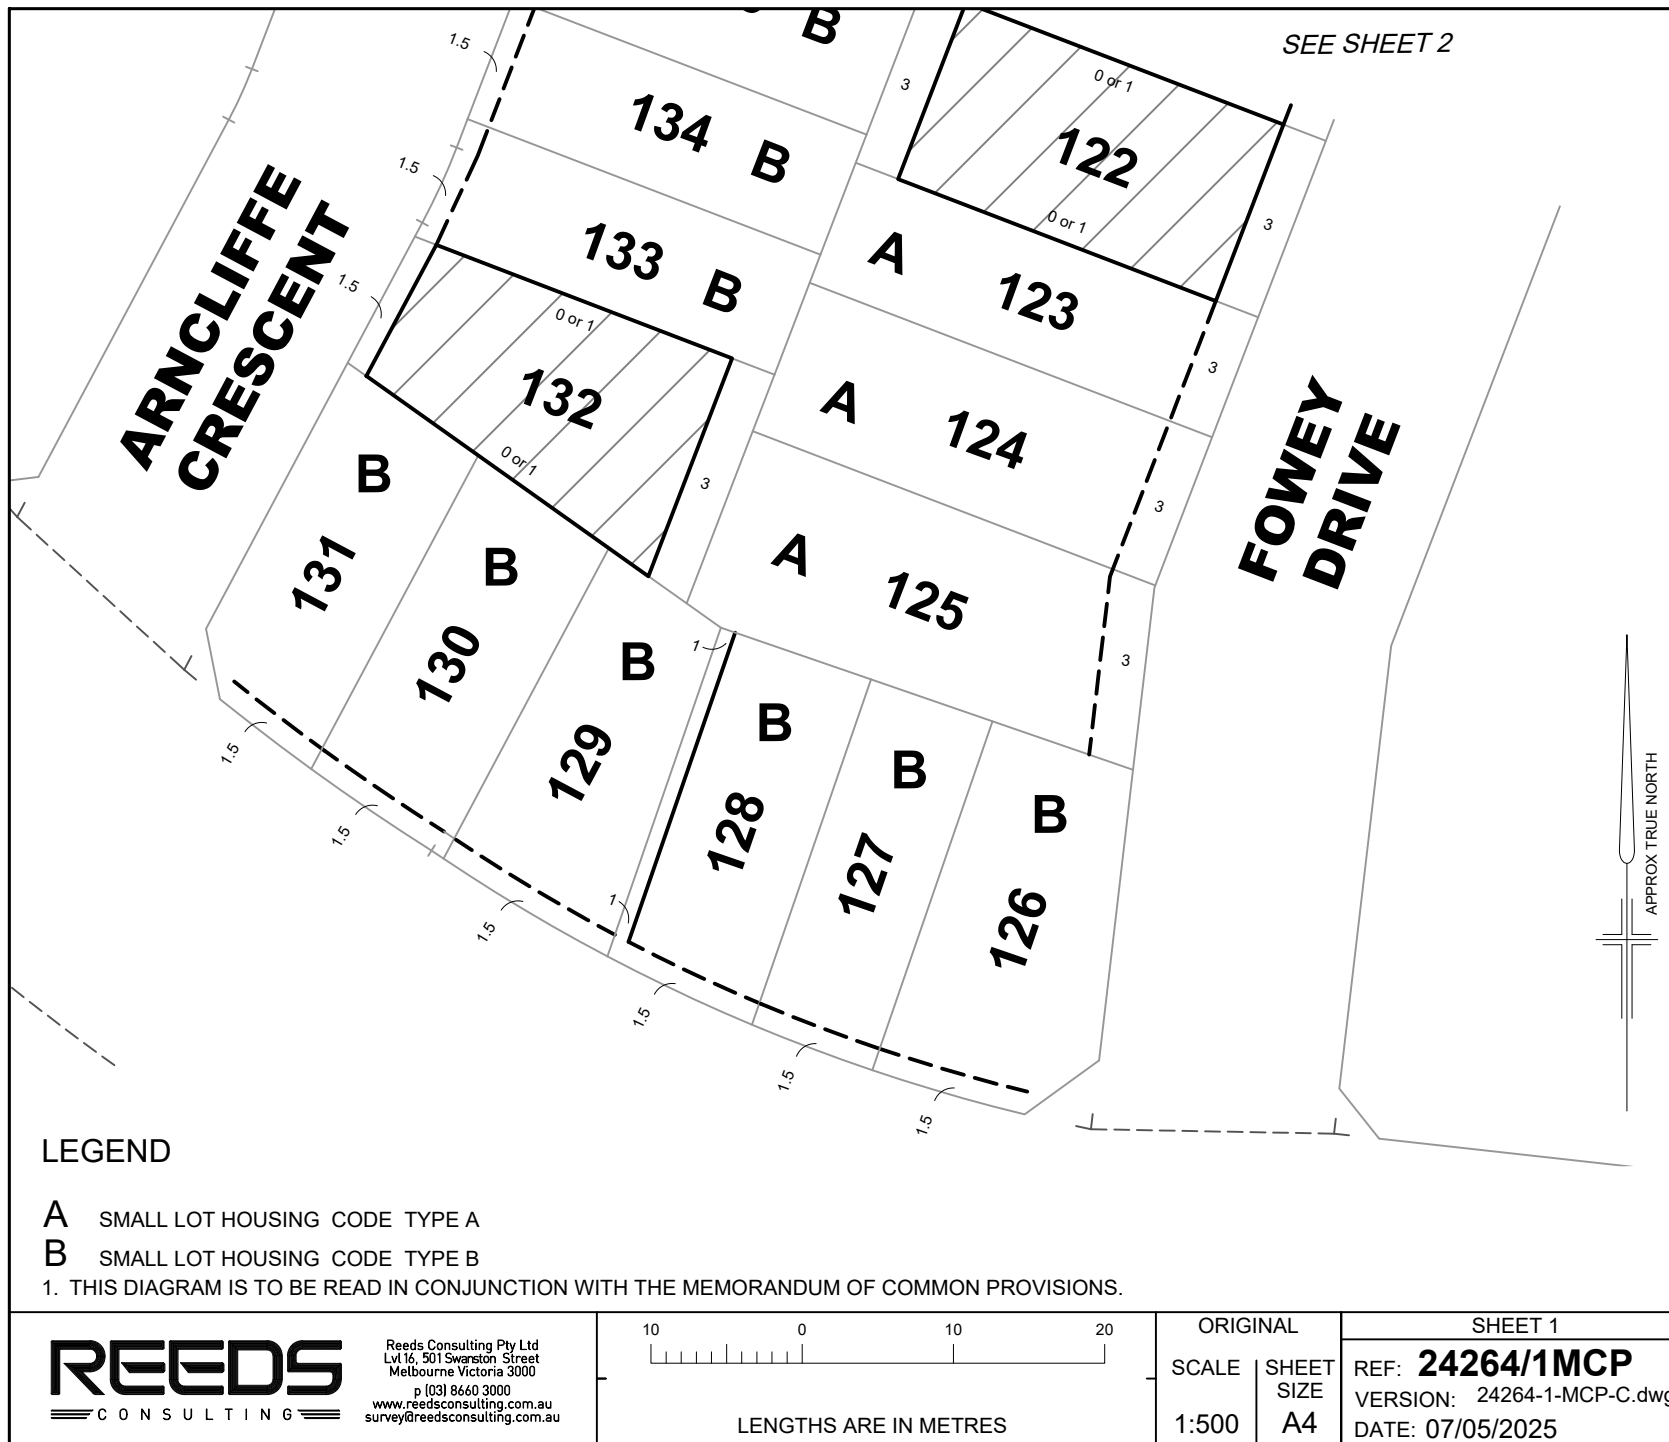 SEE SHEET 2
B
1.5
3
0 or 1
134 B
122
1.5
0 or 1
3
ARNCLIFFE
CRESCENT
133 B
A 123
1.5
0 or 1
3
132
A 124
FOWEY
DRIVE
0 or 1
B
3
3
131
B
A 125
130
B
1
3
129
B
B
B
1.5
128
127
126
1.5
1
1.5
1.5
1.5
1.5
APPROX TRUE NORTH
LEGEND
A SMALL LOT HOUSING CODE TYPE A
B SMALL LOT HOUSING CODE TYPE B
1. THIS DIAGRAM IS TO BE READ IN CONJUNCTION WITH THE MEMORANDUM OF COMMON PROVISIONS.
REEDS
CONSULTING
Reeds Consulting Pty Ltd
Lvl 16, 501 Swanston Street
Melbourne Victoria 3000
p (03) 8660 3000
www.reedsconsulting.com.au
survey@reedsconsulting.com.au
10 0 10 20
LENGTHS ARE IN METRES
ORIGINAL
SCALE
1:500
SHEET
SIZE
A4
SHEET 1
REF: 24264/1MCP
VERSION: 24264-1-MCP-C.dwg
DATE: 07/05/2025